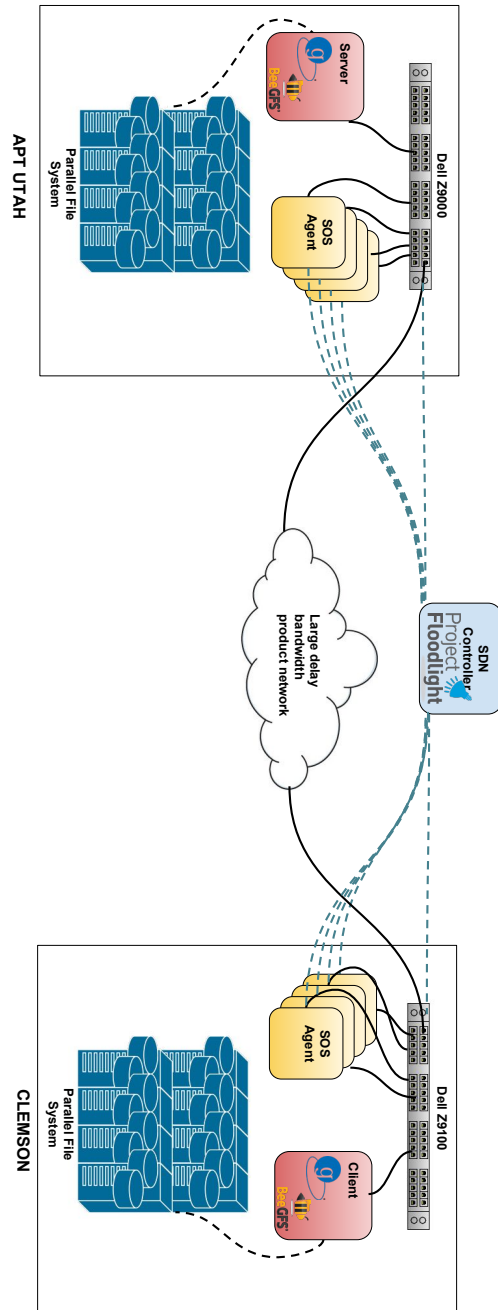 Dell Z9000
Server
g
BeeGFS®
SOS
Agent
Parallel File
System
APT UTAH
SDN
Controller
Project
Floodlight
Large delay
bandwidth
product network
Dell Z9100
SOS
Agent
Client
g
BeeGFS®
Parallel File
System
CLEMSON